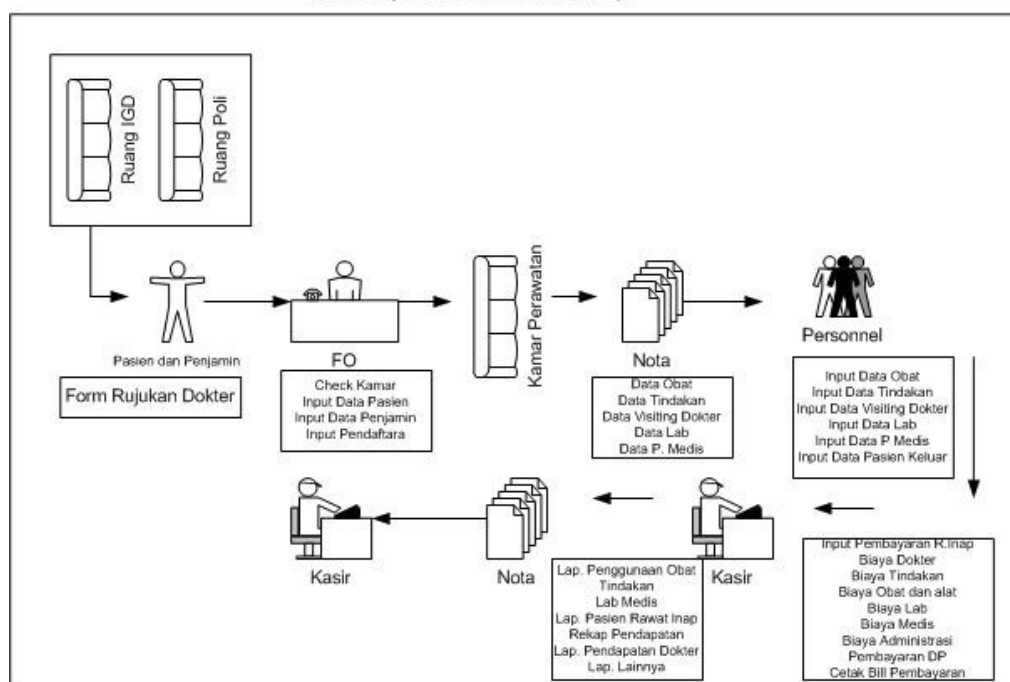 Ruang IGD
Ruang Poli
Pasien dan Penjamin
Form Rujukan Dokter
FO
Check Kamar
Input Data Pasien
Input Data Penjamin
Input Pendaftara
Kamar Perawatan
Nota
Data Obat
Data Tindakan
Data Visiting Dokter
Data Lab
Data P. Medis
Personnel
Input Data Obat
Input Data Tindakan
Input Data Visiting Dokter
Input Data Lab
Input Data P Medis
Input Data Pasien Keluar
Input Pembayaran R.Inap
Biaya Dokter
Biaya Tindakan
Biaya Obat dan alat
Biaya Lab
Biaya Medis
Biaya Administrasi
Pembayaran DP
Cetak Bill Pembayaran
Kasir
Lap. Penggunaan Obat
Tindakan
Lab Medis
Lap. Pasien Rawat Inap
Rekap Pendapatan
Lap. Pendapatan Dokter
Lap. Lainnya
Nota
Kasir